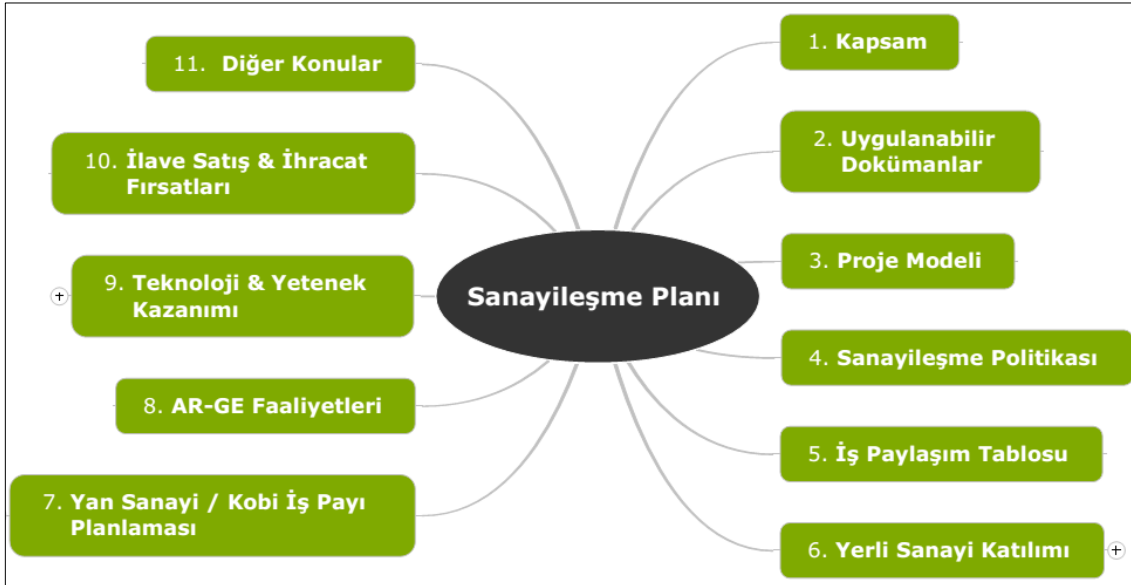 Sanayileşme Planı
1. Kapsam
2. Uygulanabilir
Dokümanlar
3. Proje Modeli
4. Sanayileşme Politikası
5. İş Paylaşım Tablosu
6. Yerli Sanayi Katılımı
7. Yan Sanayi / Kobi İş Payı
Planlaması
8. AR-GE Faaliyetleri
9. Teknoloji & Yetenek
Kazanımı
10. İlave Satış & İhracat
Fırsatları
11. Diğer Konular